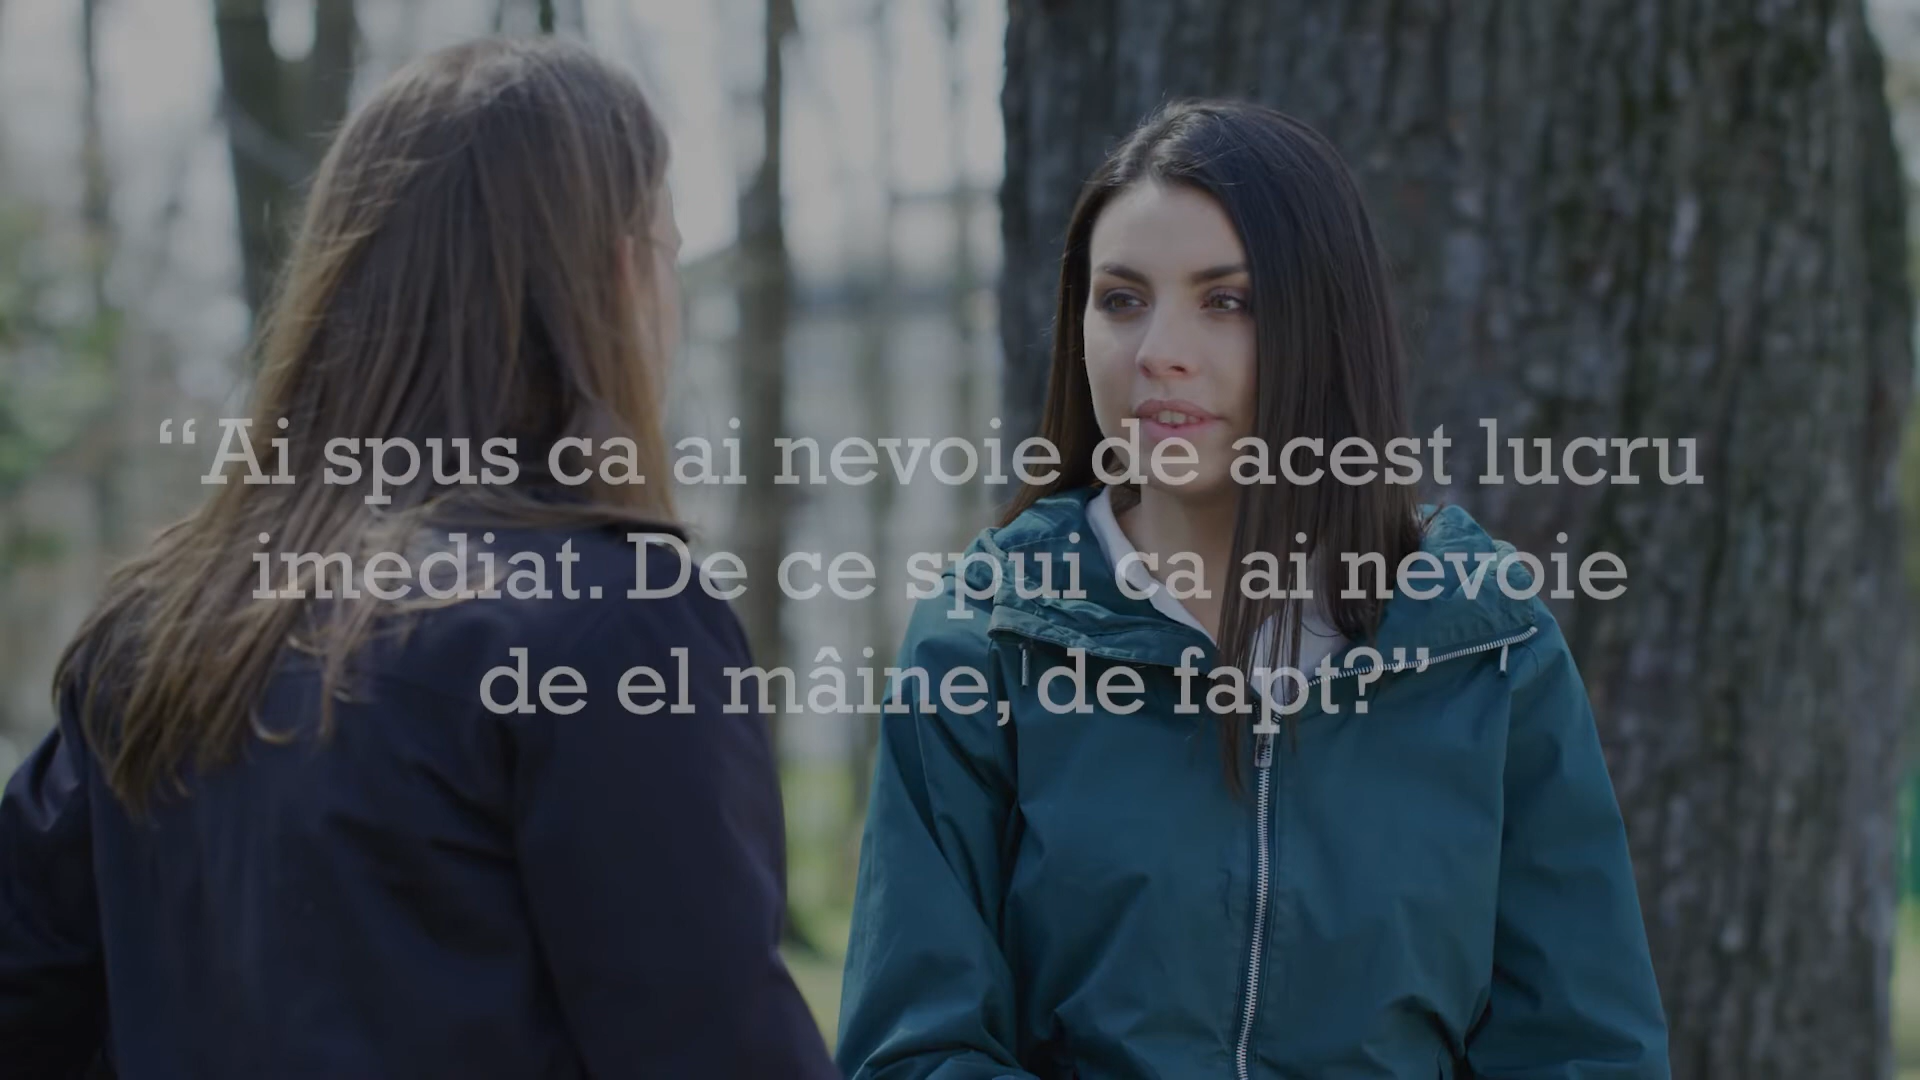 “Ai spus ca ai nevoie de acest lucru
imediat. De ce spui ca ai nevoie
de el mâine, de fapt?”